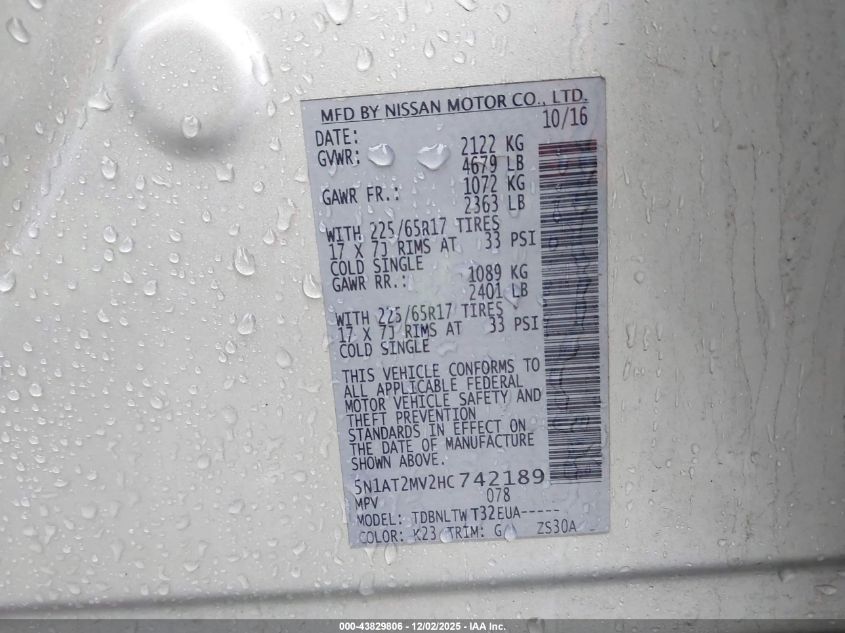 MFD BY NISSAN MOTOR CO., LTD.
DATE: 10/16
GVWR: 2122 KG
4679 LB
GAWR FR.: 1072 KG
2363 LB
WITH 225/65R17 TIRES
17 X 7J RIMS AT 33 PSI
COLD SINGLE
GAWR RR.: 1089 KG
2401 LB
WITH 225/65R17 TIRES
17 X 7J RIMS AT 33 PSI
COLD SINGLE
THIS VEHICLE CONFORMS TO
ALL APPLICABLE FEDERAL
MOTOR VEHICLE SAFETY AND
THEFT PREVENTION
STANDARDS IN EFFECT ON
THE DATE OF MANUFACTURE
SHOWN ABOVE.
5N1AT2MV2HC742189
MPV 078
MODEL: TDBNLTWT32EUA-----
COLOR: K23 TRIM: G ZS30A
000-43829806 - 12/02/2025 - IAA Inc.